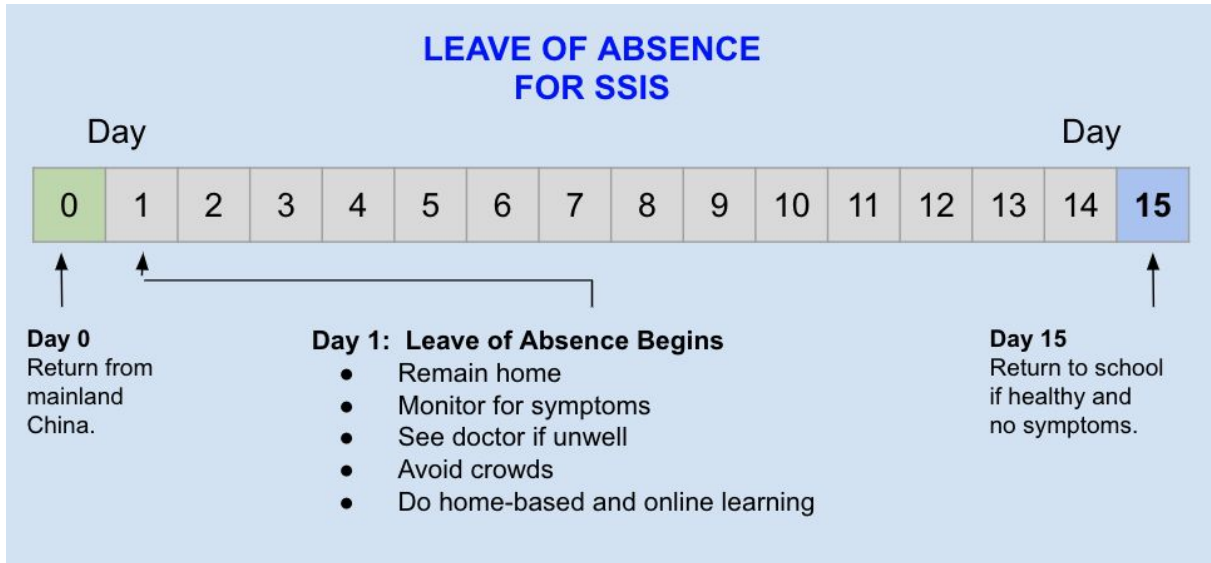 LEAVE OF ABSENCE
FOR SSIS
Day Day
0 1 2 3 4 5 6 7 8 9 10 11 12 13 14 15
Day 0
Return from
mainland
China.
Day 1: Leave of Absence Begins
● Remain home
● Monitor for symptoms
● See doctor if unwell
● Avoid crowds
● Do home-based and online learning
Day 15
Return to school
if healthy and
no symptoms.